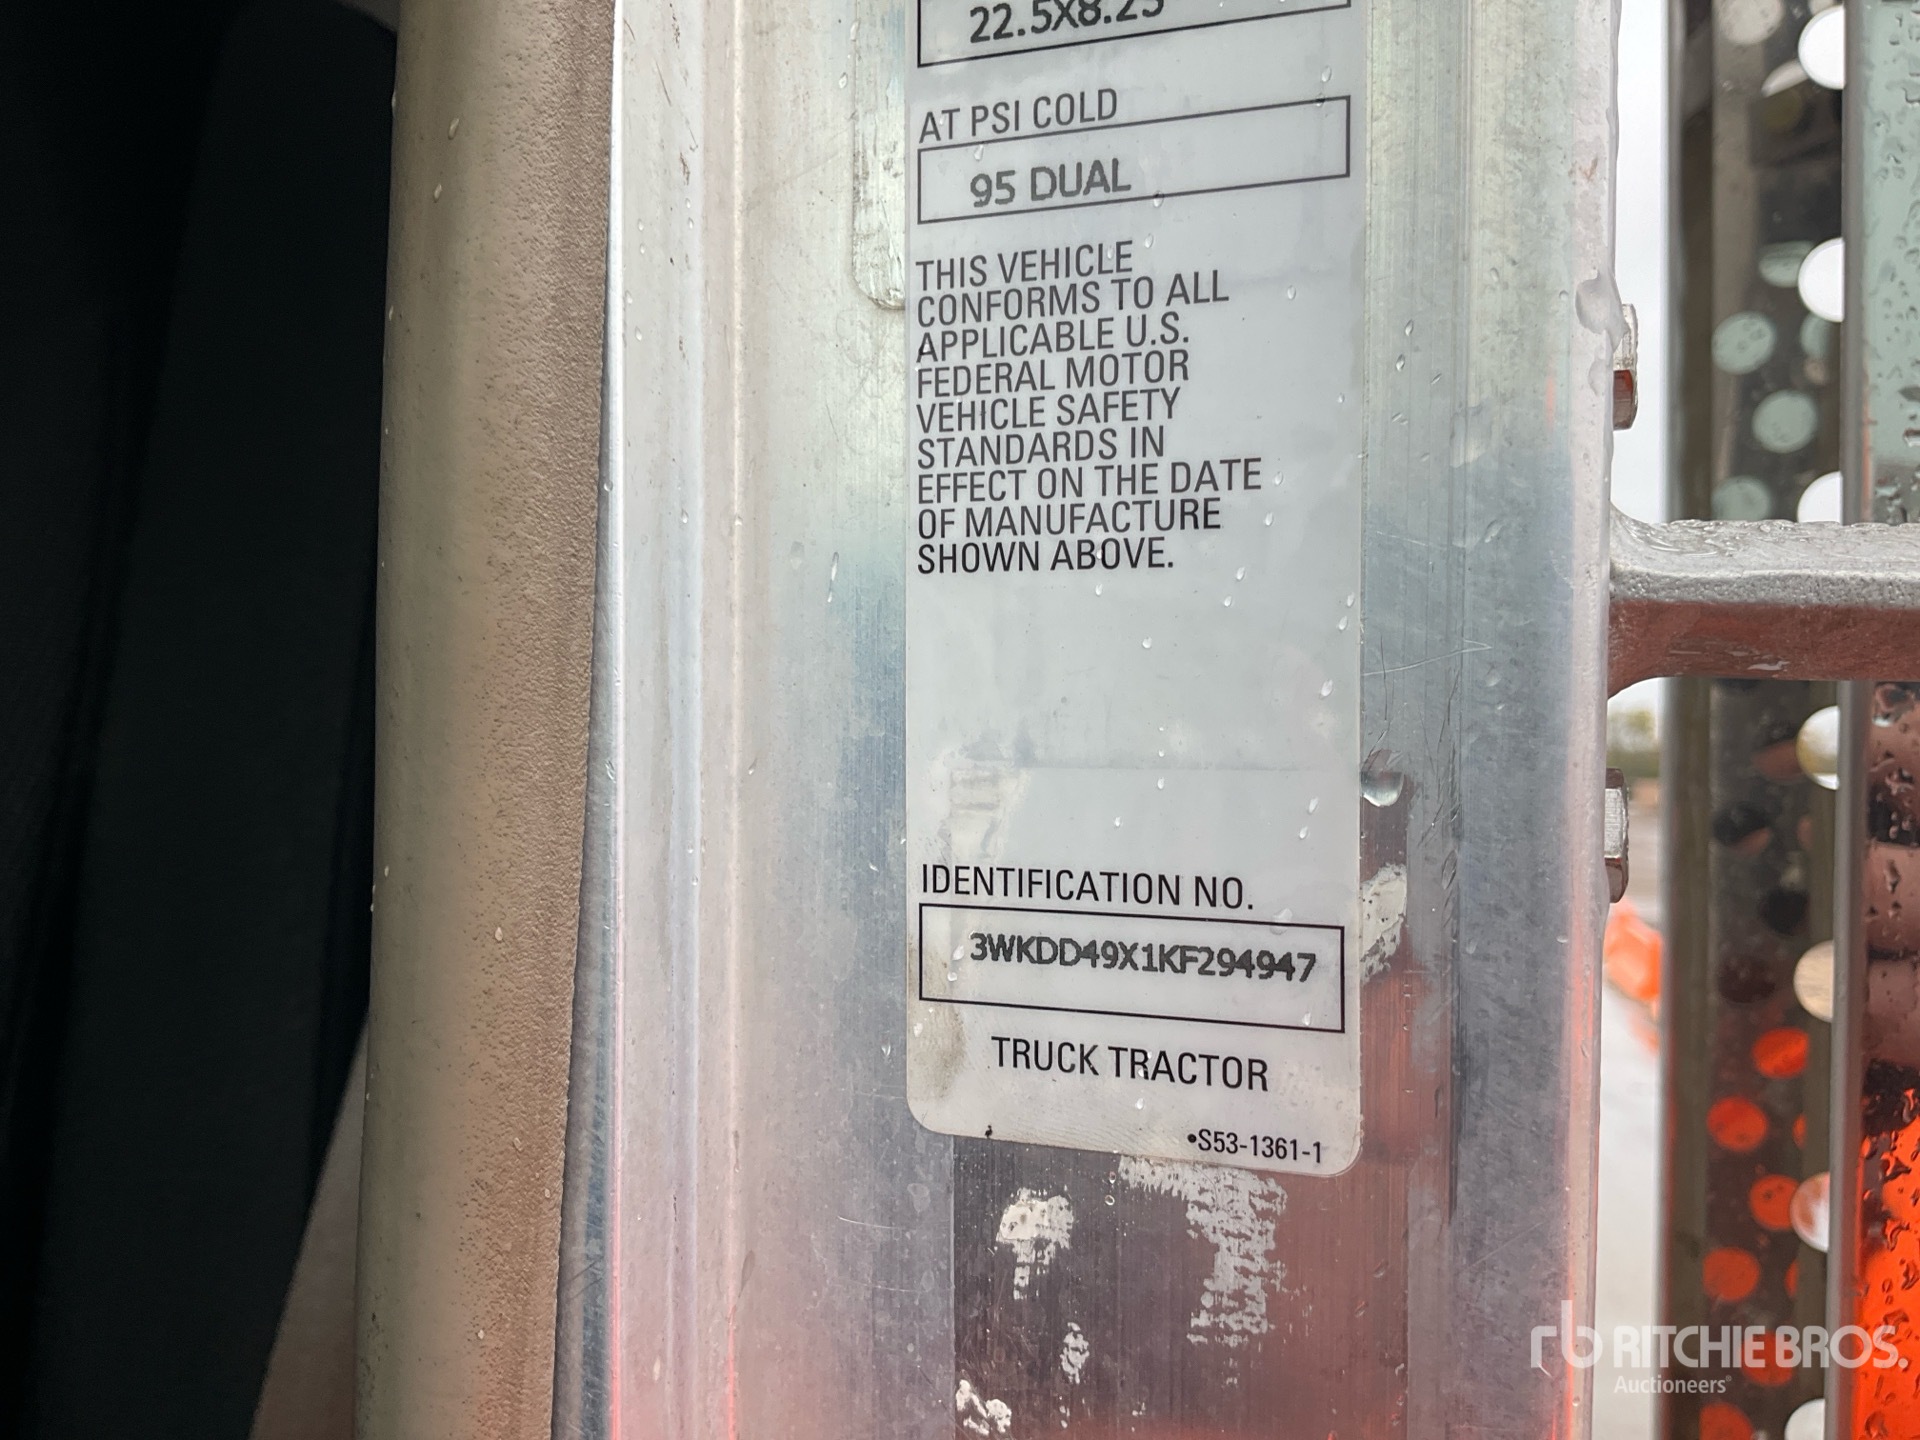 22.5X8.25
AT PSI COLD
95 DUAL
THIS VEHICLE
CONFORMS TO ALL
APPLICABLE U.S.
FEDERAL MOTOR
VEHICLE SAFETY
STANDARDS IN
EFFECT ON THE DATE
OF MANUFACTURE
SHOWN ABOVE.
IDENTIFICATION NO.
3WKDD49X1KF294947
TRUCK TRACTOR
•S53-1361-1
rb RITCHIE BROS.
Auctioneers®